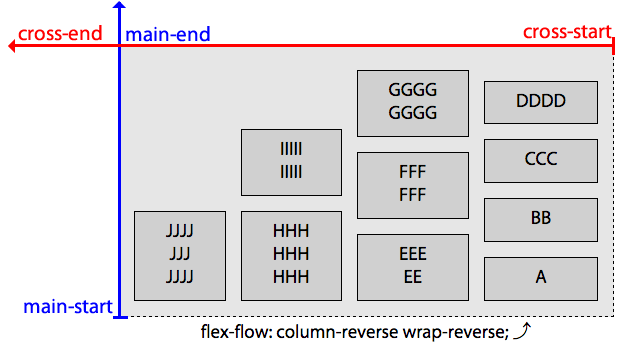 cross-end
main-end
cross-start
GGGG
GGGG
DDDD
IIIII
IIIII
FFF
FFF
CCC
JJJJ
JJJ
JJJJ
HHH
HHH
HHH
EEE
EE
BB
A
main-start
flex-flow: column-reverse wrap-reverse;